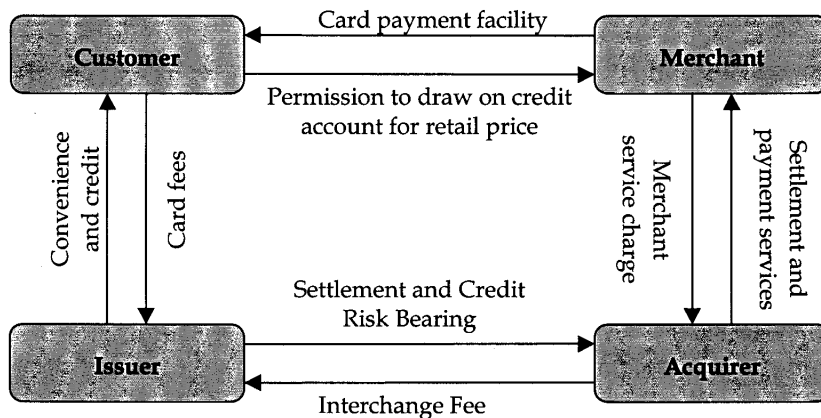 Card payment facility
Customer
Merchant
Permission to draw on credit
account for retail price
Convenience
and credit
Card fees
Merchant
service charge
Settlement and
payment services
Settlement and Credit
Risk Bearing
Issuer
Acquirer
Interchange Fee